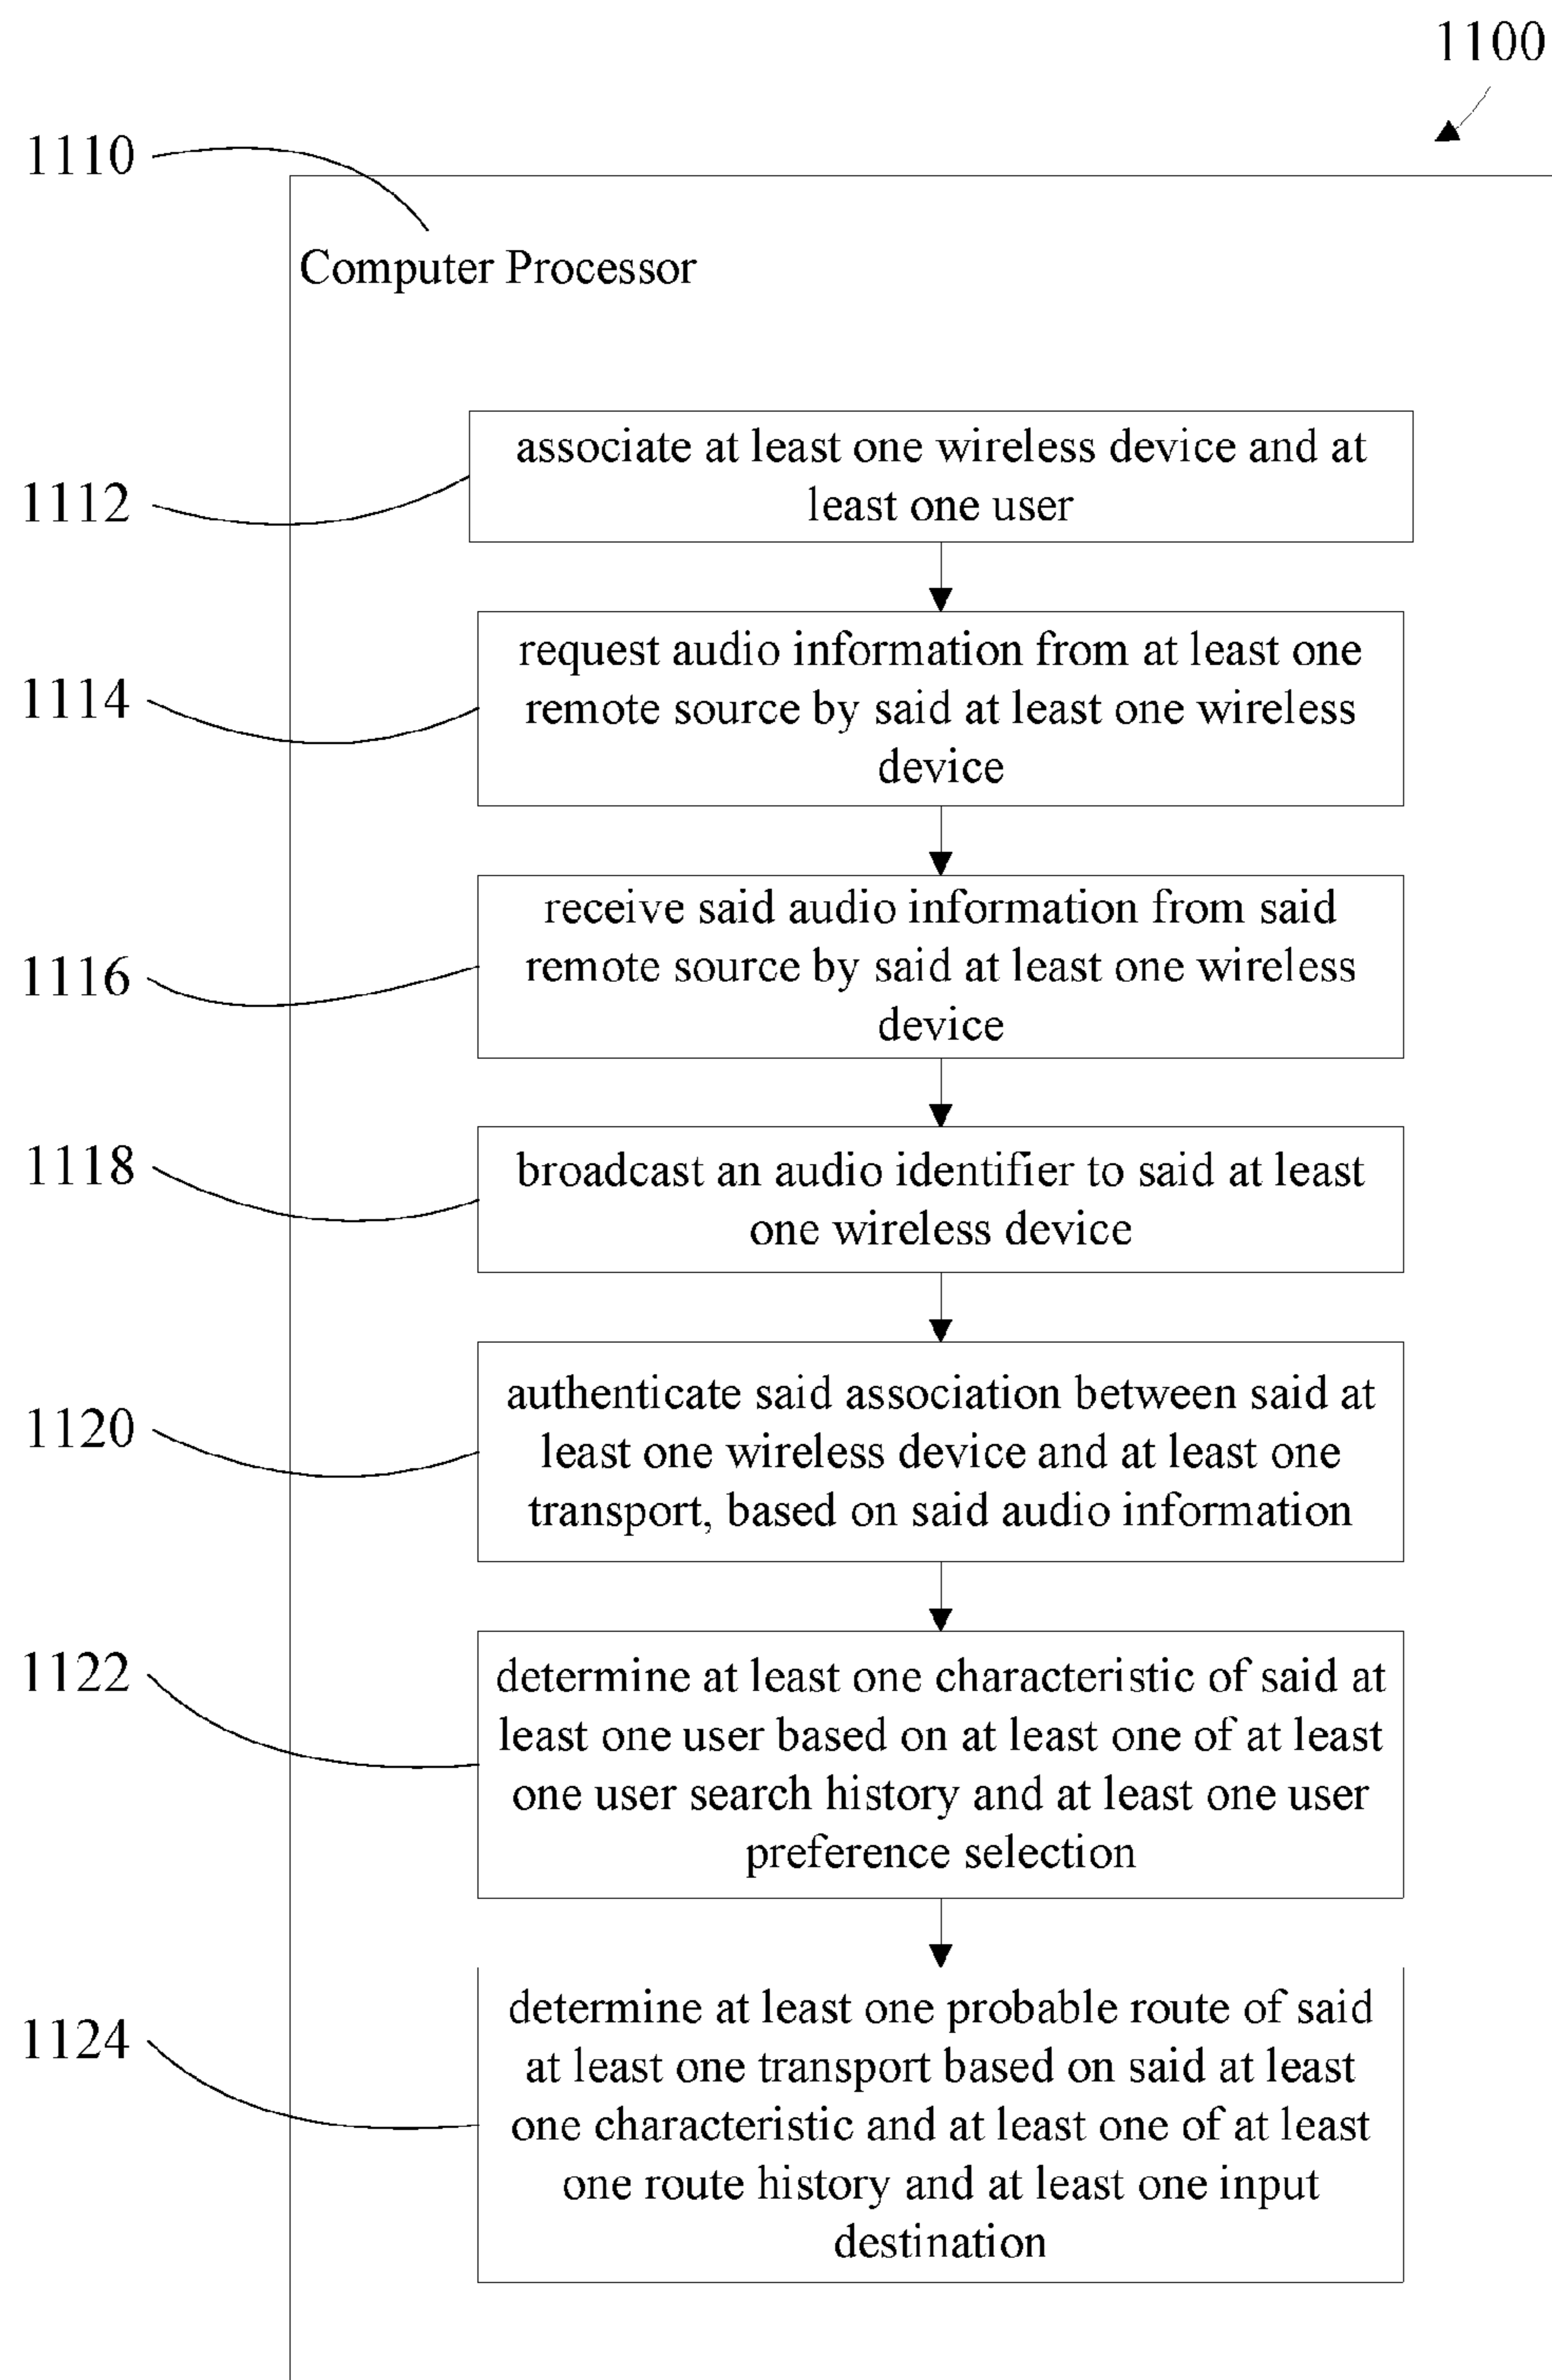 1100
1110
Computer Processor
1112
associate at least one wireless device and at
least one user
1114
request audio information from at least one
remote source by said at least one wireless
device
1116
receive said audio information from said
remote source by said at least one wireless
device
1118
broadcast an audio identifier to said at least
one wireless device
1120
authenticate said association between said at
least one wireless device and at least one
transport, based on said audio information
1122
determine at least one characteristic of said at
least one user based on at least one of at least
one user search history and at least one user
preference selection
1124
determine at least one probable route of said
at least one transport based on said at least
one characteristic and at least one of at least
one route history and at least one input
destination